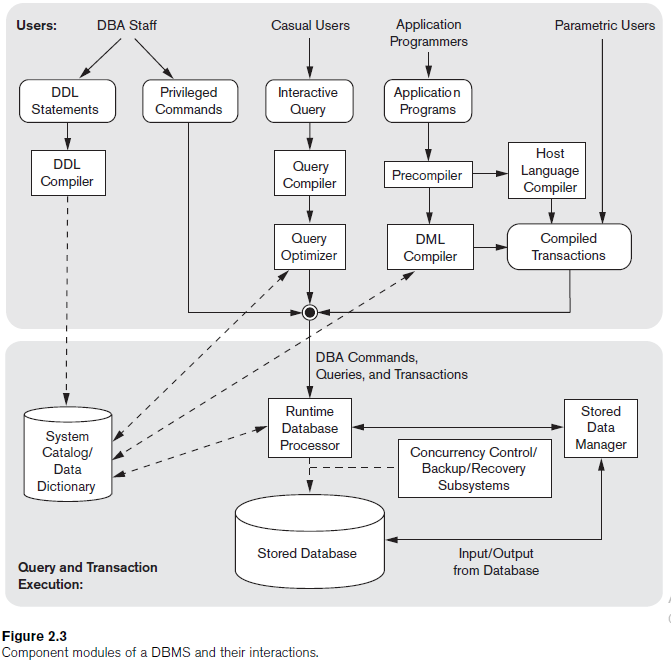 Users:
DBA Staff
Casual Users
Application
Programmers
Parametric Users
DDL
Statements
Privileged
Commands
Interactive
Query
Application
Programs
DDL
Compiler
Query
Compiler
Precompiler
Host
Language
Compiler
Query
Optimizer
DML
Compiler
Compiled
Transactions
DBA Commands,
Queries, and Transactions
System
Catalog/
Data
Dictionary
Runtime
Database
Processor
Stored
Data
Manager
Concurrency Control/
Backup/Recovery
Subsystems
Stored Database
Input/Output
from Database
Query and Transaction
Execution:
Figure 2.3
Component modules of a DBMS and their interactions.